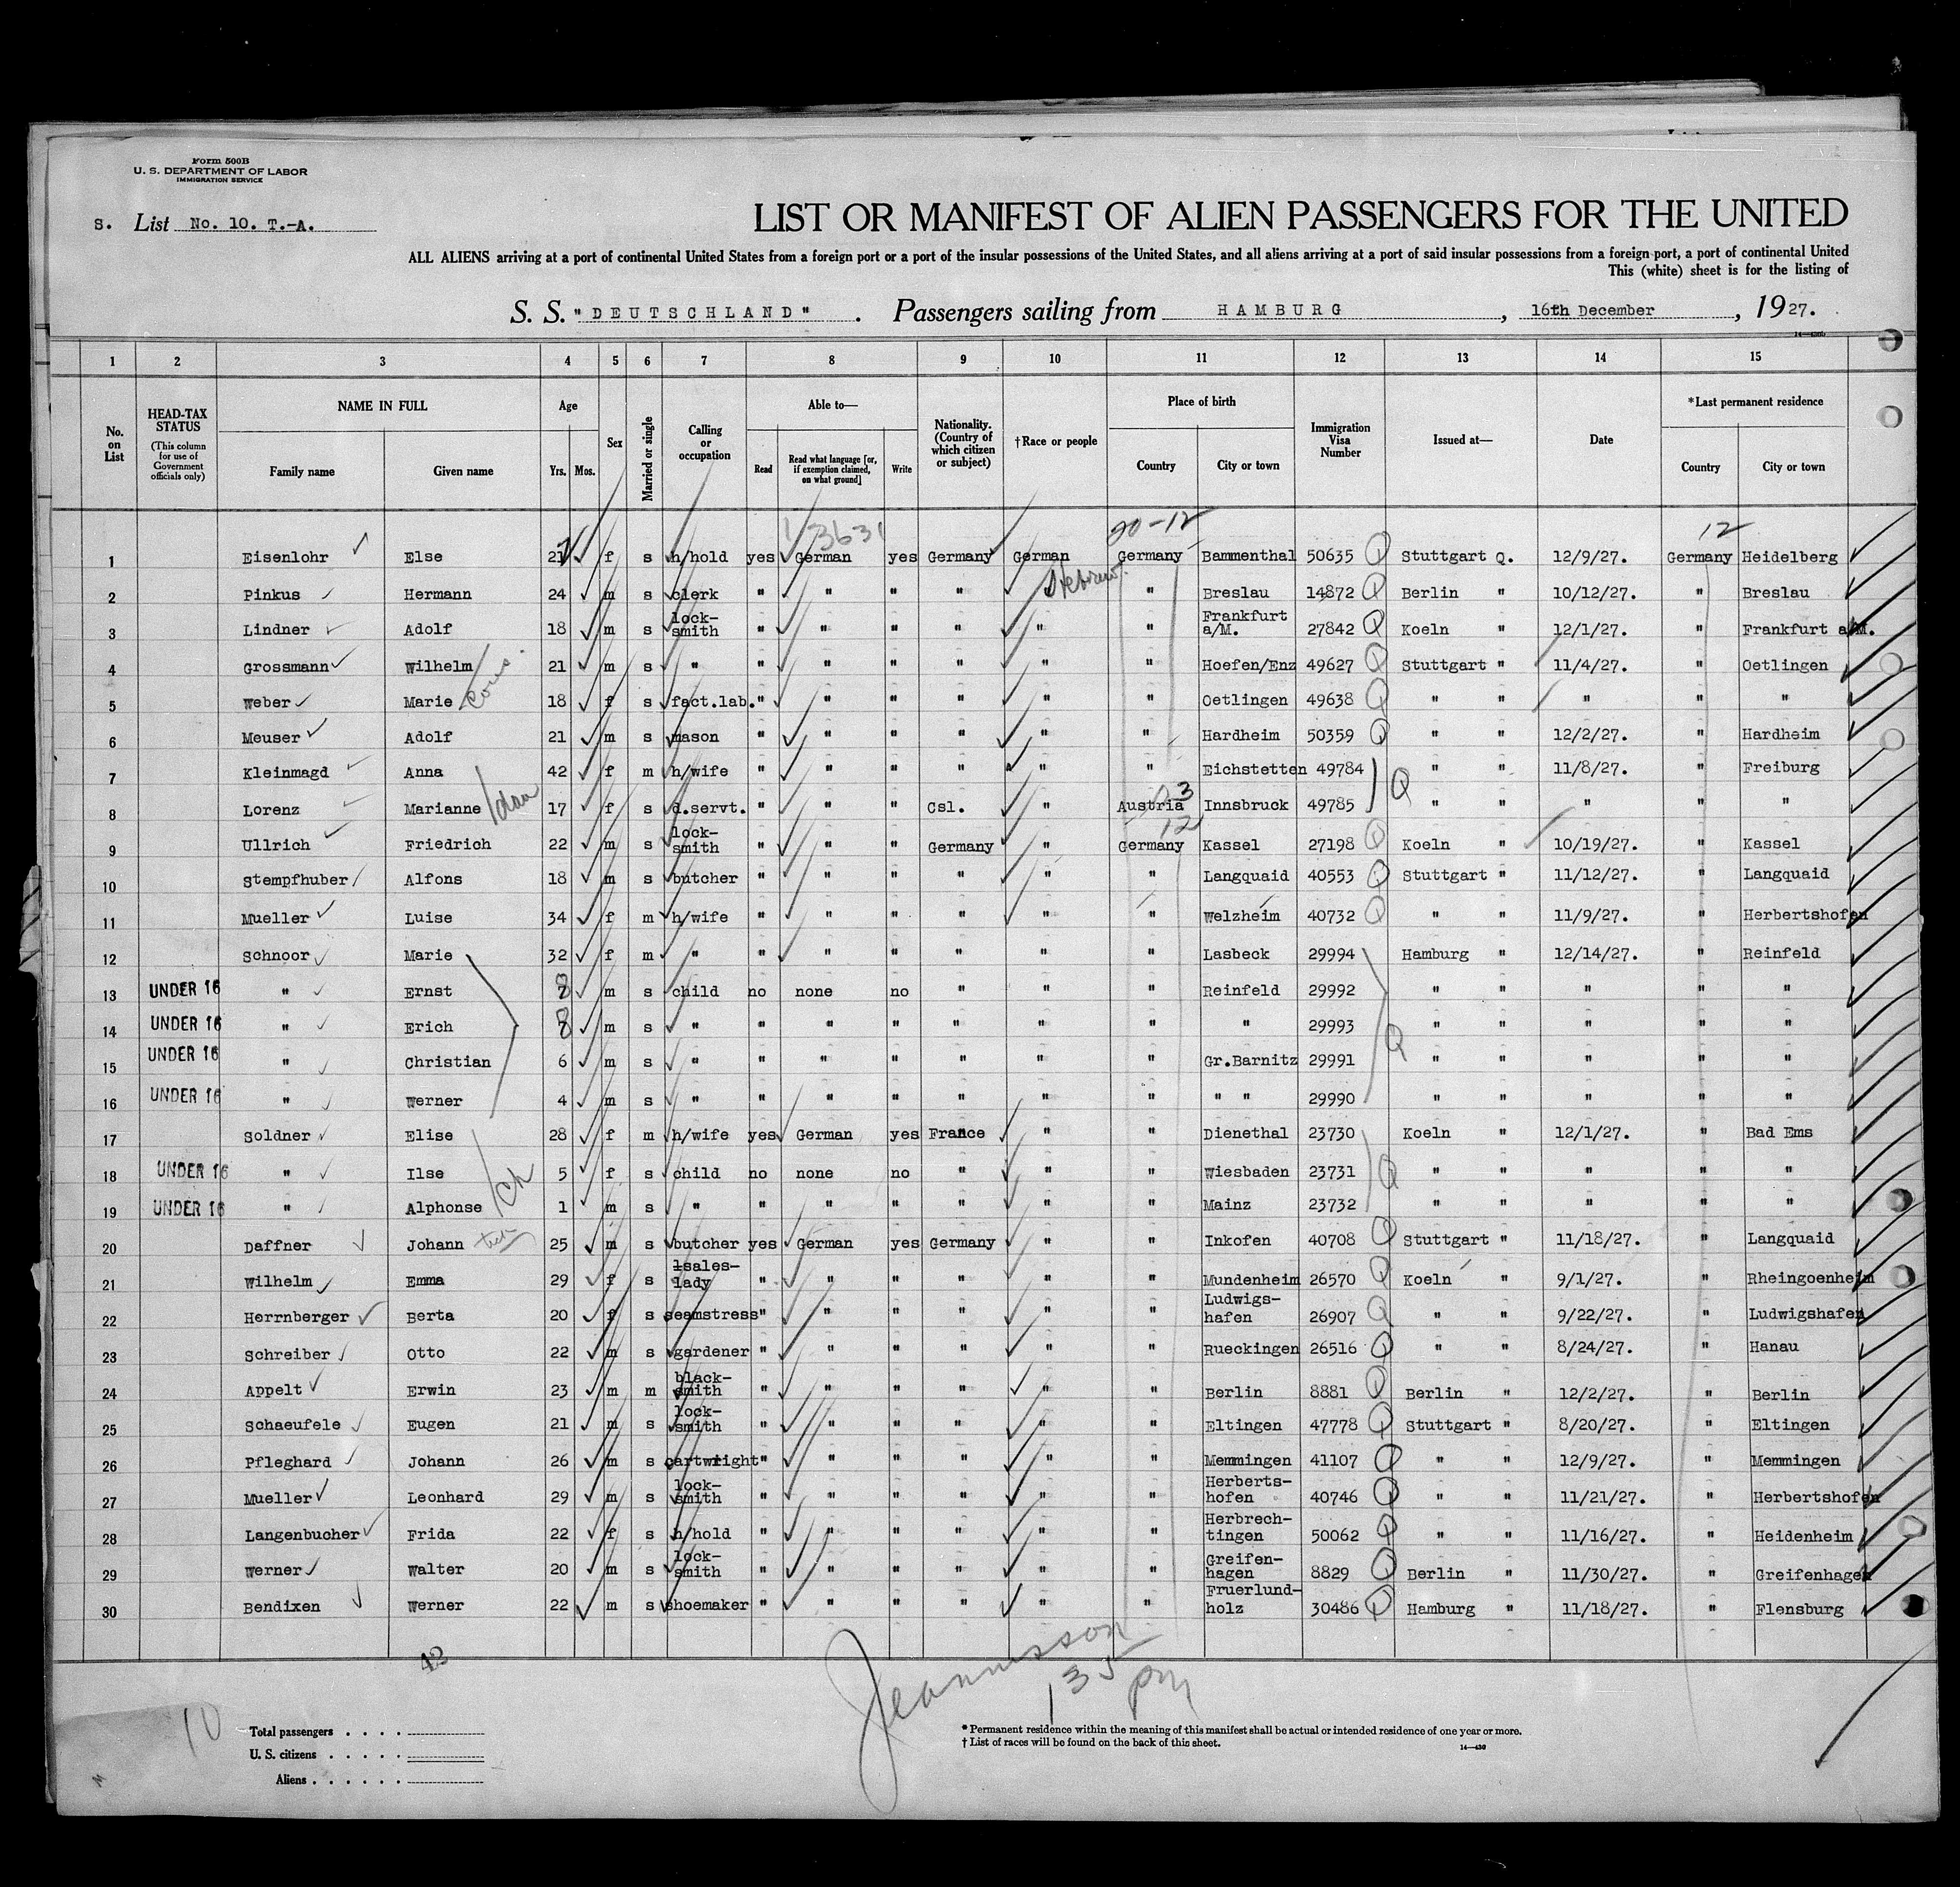 Form 500B
U. S. DEPARTMENT OF LABOR
IMMIGRATION SERVICE
S. List No. 10. T.-A.
LIST OR MANIFEST OF ALIEN PASSENGERS FOR THE UNITED
ALL ALIENS arriving at a port of continental United States from a foreign port or a port of the insular possessions of the United States, and all aliens arriving at a port of said insular possessions from a foreign port, a port of continental United
This (white) sheet is for the listing of
S. S. "DEUTSCHLAND". Passengers sailing from HAMBURG, 16th December, 1927.
1 2 3 4 5 6 7 8 9 10 11 12 13 14 15
No. on List
HEAD-TAX STATUS (This column for use of Government officials only)
NAME IN FULL Family name Given name
Age Yrs. Mos.
Sex
Married or single
Calling or occupation
Able to— Read Read what language [or, if exemption claimed, on what ground] Write
Nationality. (Country of which citizen or subject)
†Race or people
Place of birth Country City or town
Immigration Visa Number
Issued at—
Date
*Last permanent residence Country City or town
20-12 12
1 Eisenlohr Else 21 f s h/hold yes German yes Germany German Germany Bammenthal 50635 Q Stuttgart Q. 12/9/27. Germany Heidelberg
2 Pinkus Hermann 24 m s clerk " " " " Hebrew " Breslau 14872 Q Berlin " 10/12/27. " Breslau
3 Lindner Adolf 18 m s lock-smith " " " " " " Frankfurt a/M. 27842 Q Koeln " 12/1/27. " Frankfurt a/M.
4 Grossmann Wilhelm 21 m s " " " " " " " Hoefen/Enz 49627 Q Stuttgart " 11/4/27. " Oetlingen
5 Weber Marie cous. 18 f s fact.lab. " " " " " " Oetlingen 49638 Q " " " " "
6 Meuser Adolf 21 m s mason " " " " " " Hardheim 50359 Q " " 12/2/27. " Hardheim
7 Kleinmagd Anna 42 f m h/wife " " " " " " Eichstetten 49784 Q " " 11/8/27. " Freiburg
8 Lorenz Marianne dau 17 f s d.servt. " " " Csl. " Austria Innsbruck 49785 " " " " "
9 Ullrich Friedrich 22 m s lock-smith " " " Germany " Germany Kassel 27198 Q Koeln " 10/19/27. " Kassel
10 Stempfhuber Alfons 18 m s butcher " " " " " " Langquaid 40553 Q Stuttgart " 11/12/27. " Langquaid
11 Mueller Luise 34 f m h/wife " " " " " " Welzheim 40732 Q " " 11/9/27. " Herbertshofen
12 Schnoor Marie 32 f m " " " " " " " Lasbeck 29994 Hamburg " 12/14/27. " Reinfeld
13 UNDER 16 " Ernst 8 m s child no none no " " " Reinfeld 29992 " " " " "
14 UNDER 16 " Erich 8 m s " " " " " " " " 29993 Q " " " " "
15 UNDER 16 " Christian 6 m s " " " " " " " Gr.Barnitz 29991 " " " " "
16 UNDER 16 " Werner 4 m s " " " " " " " " " 29990 " " " " "
17 Soldner Elise 28 f m h/wife yes German yes France " " Dienethal 23730 Koeln " 12/1/27. " Bad Ems
18 UNDER 16 " Ilse ch 5 f s child no none no " " " Wiesbaden 23731 Q " " " " "
19 UNDER 16 " Alphonse 1 m s " " " " " " " Mainz 23732 " " " " "
20 Daffner Johann 25 m s butcher yes German yes Germany " " Inkofen 40708 Q Stuttgart " 11/18/27. " Langquaid
21 Wilhelm Emma 29 f s sales-lady " " " " " " Mundenheim 26570 Q Koeln " 9/1/27. " Rheingoenheim
22 Herrnberger Berta 20 f s seamstress " " " " " " Ludwigs-hafen 26907 Q " " 9/22/27. " Ludwigshafen
23 Schreiber Otto 22 m s gardener " " " " " " Rueckingen 26516 Q " " 8/24/27. " Hanau
24 Appelt Erwin 23 m m black-smith " " " " " " Berlin 8881 Q Berlin " 12/2/27. " Berlin
25 Schaeufele Eugen 21 m s lock-smith " " " " " " Eltingen 47778 Q Stuttgart " 8/20/27. " Eltingen
26 Pfleghard Johann 26 m s cartwright " " " " " " Memmingen 41107 Q " " 12/9/27. " Memmingen
27 Mueller Leonhard 29 m s lock-smith " " " " " " Herberts-hofen 40746 Q " " 11/21/27. " Herbertshofen
28 Langenbucher Frida 22 f s h/hold " " " " " " Herbrech-tingen 50062 Q " " 11/16/27. " Heidenheim
29 Werner Walter 20 m s lock-smith " " " " " " Greifen-hagen 8829 Q Berlin " 11/30/27. " Greifenhagen
30 Bendixen Werner 22 m s shoemaker " " " " " " Fruerlund-holz 30486 Q Hamburg " 11/18/27. " Flensburg
42
135 pm
10
Total passengers . . . .
U. S. citizens . . . . .
Aliens . . . . . .
* Permanent residence within the meaning of this manifest shall be actual or intended residence of one year or more.
† List of races will be found on the back of this sheet.
14—430